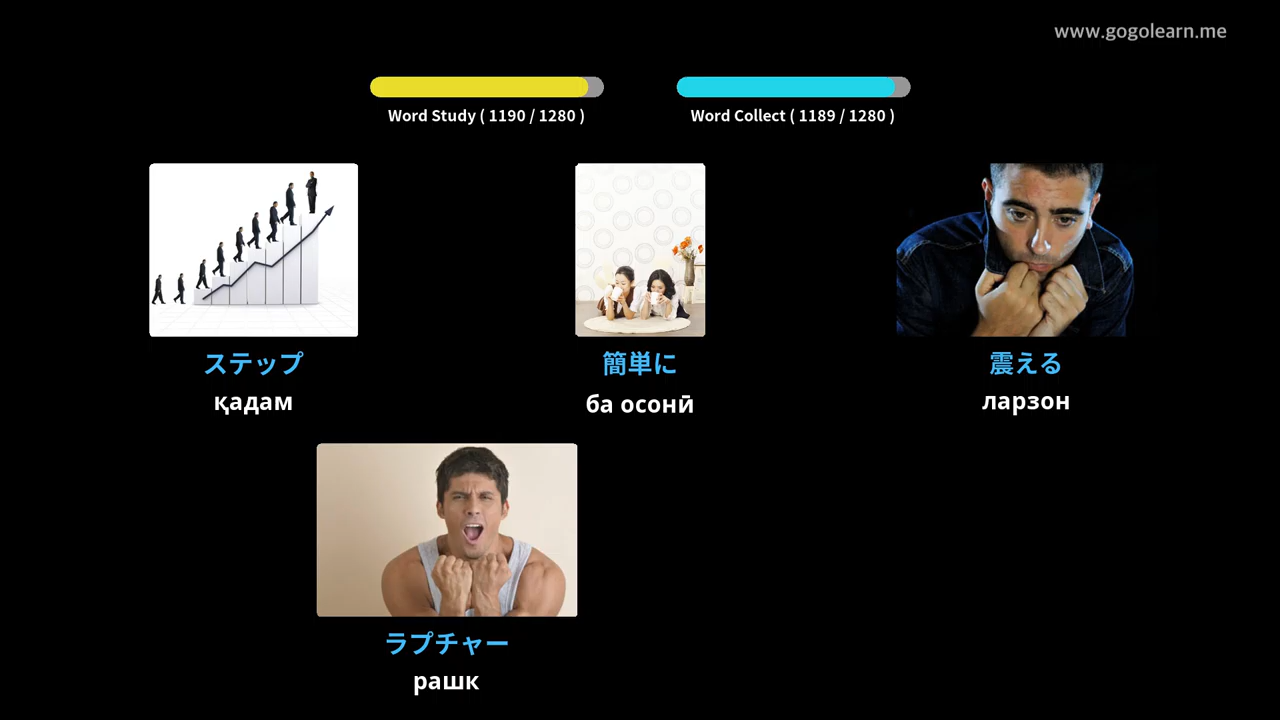 www.gogolearn.me
Word Study ( 1190 / 1280 )
Word Collect ( 1189 / 1280 )
ステップ
қадам
簡単に
ба осонӣ
震える
ларзон
ラプチャー
рашк